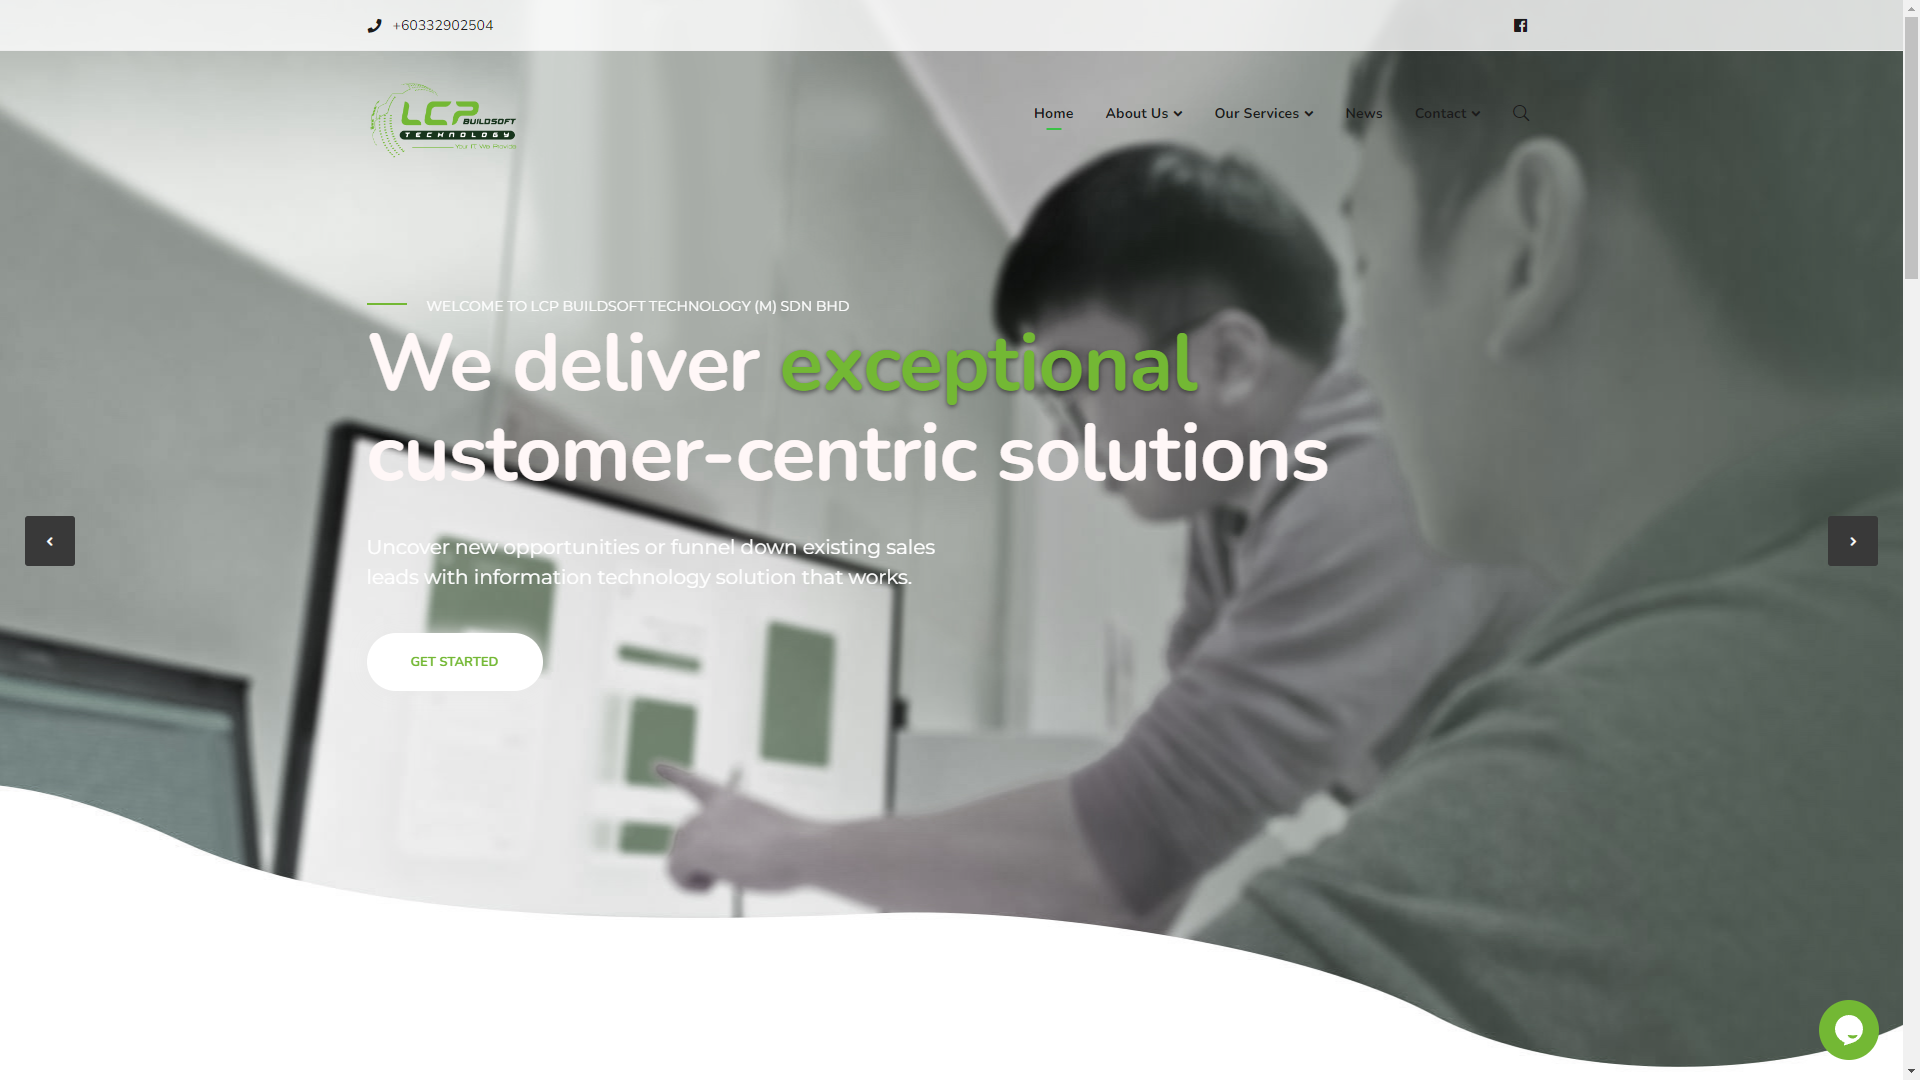 +60332902504
LCP
BUILDSOFT
TECHNOLOGY
Your IT, We Provide
Home
About Us
Our Services
News
Contact
WELCOME TO LCP BUILDSOFT TECHNOLOGY (M) SDN BHD
We deliver exceptional
customer-centric solutions
Uncover new opportunities or funnel down existing sales
leads with information technology solution that works.
GET STARTED